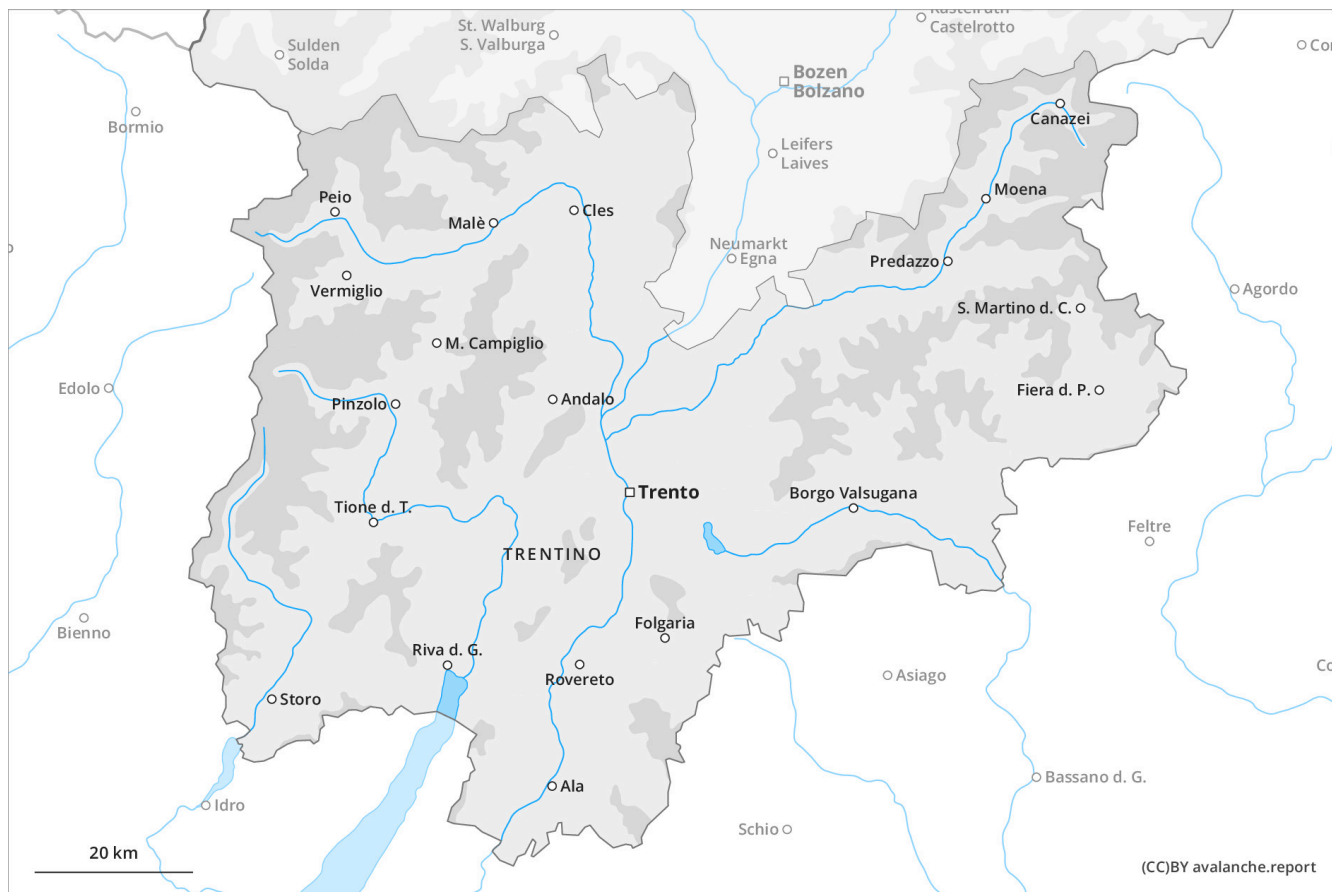 Kastelruth
Castelrotto
St. Walburg
S. Valburga
Sulden
Solda
Bozen
Bolzano
Bormio
Canazei
Leifers
Laives
Moena
Peio
Malè
Cles
Neumarkt
Egna
Predazzo
Vermiglio
Agordo
S. Martino d. C.
M. Campiglio
Edolo
Fiera d. P.
Pinzolo
Andalo
Trento
Borgo Valsugana
Tione d. T.
Feltre
TRENTINO
Bienno
Folgaria
Riva d. G.
Rovereto
Asiago
Storo
Bassano d. G.
Ala
Idro
Schio
20 km
(CC)BY avalanche.report